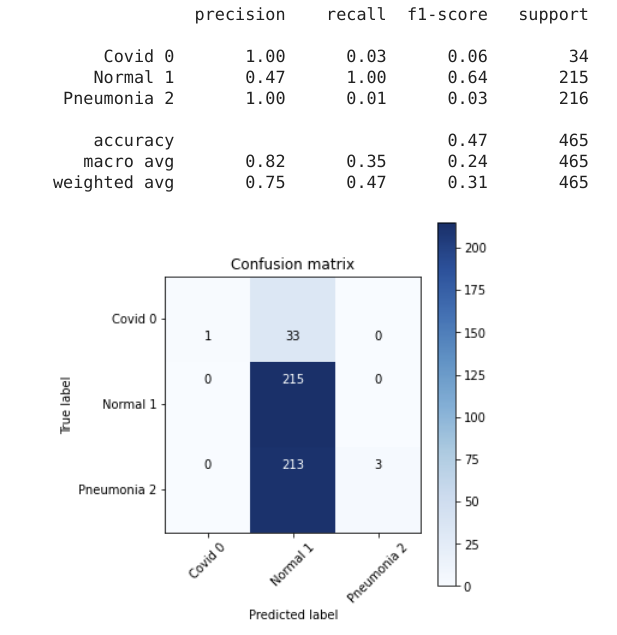 precision recall f1-score support
Covid 0 1.00 0.03 0.06 34
Normal 1 0.47 1.00 0.64 215
Pneumonia 2 1.00 0.01 0.03 216
accuracy 0.47 465
macro avg 0.82 0.35 0.24 465
weighted avg 0.75 0.47 0.31 465
Confusion matrix
True label
Covid 0
Normal 1
Pneumonia 2
1 33 0
0 215 0
0 213 3
Covid 0
Normal 1
Pneumonia 2
Predicted label
200
175
150
125
100
75
50
25
0